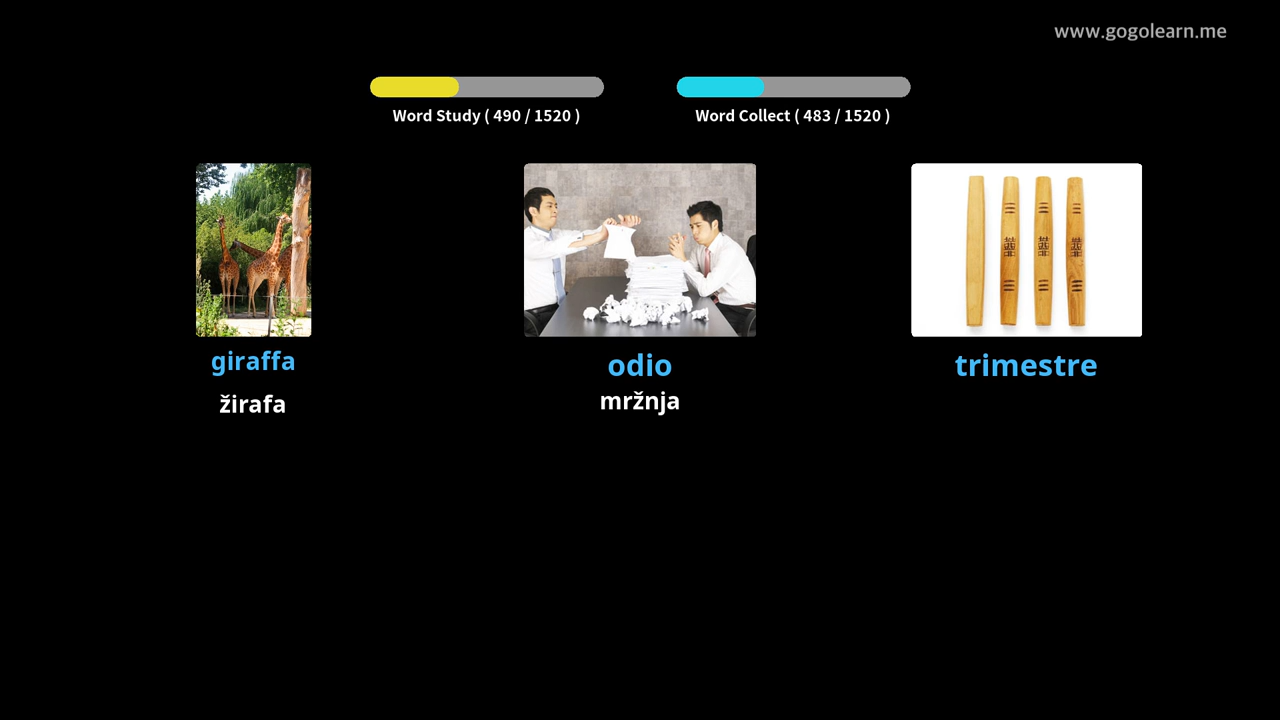 www.gogolearn.me
Word Study ( 490 / 1520 )
Word Collect ( 483 / 1520 )
giraffa
žirafa
odio
mržnja
trimestre